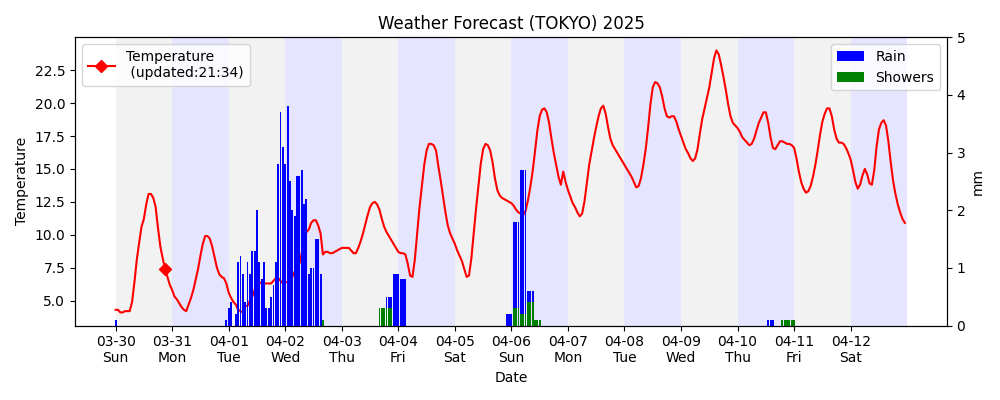 Weather Forecast (TOKYO) 2025
Temperature
(updated:21:34)
Rain
Showers
Temperature
22.5
20.0
17.5
15.0
12.5
10.0
7.5
5.0
5
4
3
2
1
0
mm
03-30 03-31 04-01 04-02 04-03 04-04 04-05 04-06 04-07 04-08 04-09 04-10 04-11 04-12
Sun Mon Tue Wed Thu Fri Sat Sun Mon Tue Wed Thu Fri Sat
Date